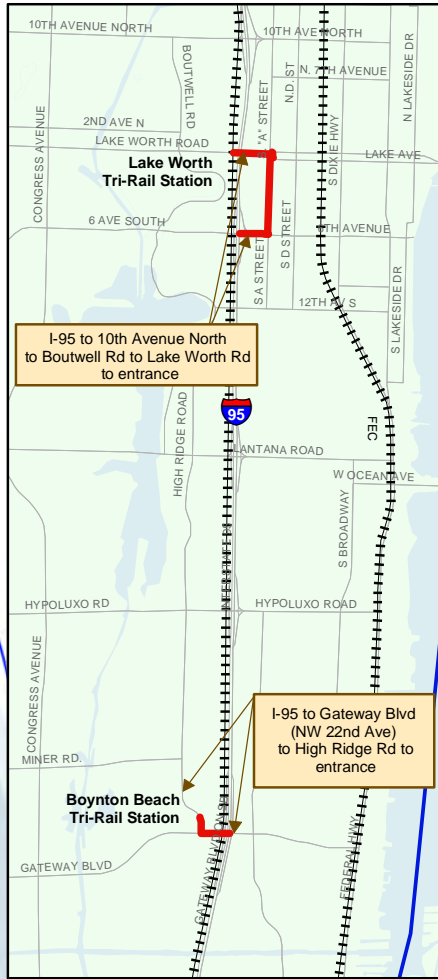 10TH AVENUE NORTH
10TH AVENUE NORTH
BOUTWELL RD
N. 7TH AVENUE
N LAKESIDE DR
N.D. ST
S "A" STREET
CONGRESS AVENUE
2ND AVE N
LAKE WORTH ROAD
S DIXIE HWY
LAKE AVE
Lake Worth
Tri-Rail Station
6 AVE SOUTH
6TH AVENUE
S A STREET
S D STREET
12TH AV S
S LAKESIDE DR
I-95 to 10th Avenue North
to Boutwell Rd to Lake Worth Rd
to entrance
95
HIGH RIDGE ROAD
FEC
LANTANA ROAD
W OCEAN AVE
S BROADWAY
HYPOLUXO RD
HYPOLUXO ROAD
CONGRESS AVENUE
I-95 to Gateway Blvd
(NW 22nd Ave)
to High Ridge Rd to
entrance
MINER RD.
Boynton Beach
Tri-Rail Station
GATEWAY BLVD
FEDERAL HWY